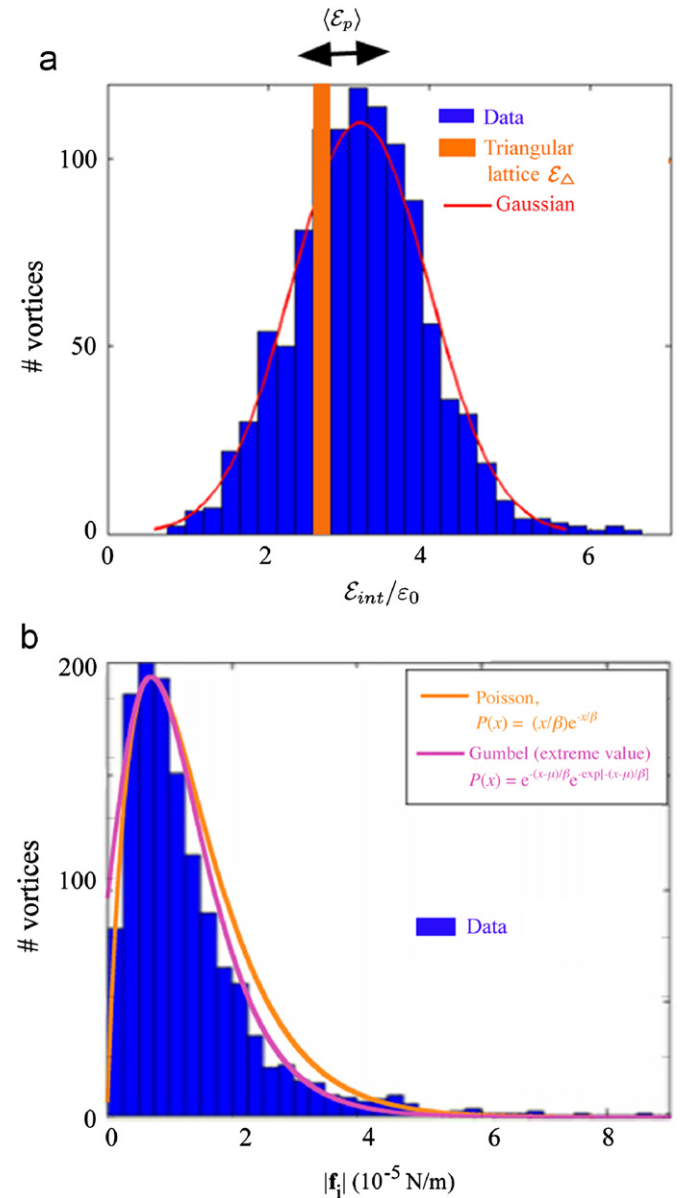 ⟨ℰₚ⟩
a
Data
Triangular
lattice ℰ△
Gaussian
100
50
0
# vortices
0 2 4 6
ℰᵢₙₜ/ε₀
b
200
100
0
# vortices
Poisson,
P(x) = (x/β)e^-x/β
Gumbel (extreme value)
P(x) = e^-(x-μ)/β e^-exp[-(x-μ)/β]
Data
0 2 4 6 8
|fᵢ| (10⁻⁵ N/m)